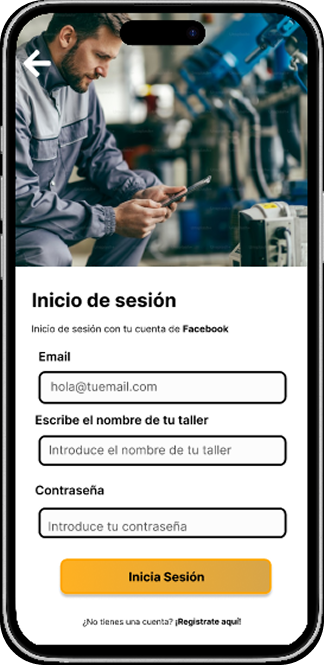 Inicio de sesión
Inicio de sesión con tu cuenta de Facebook
Email
hola@tuemail.com
Escribe el nombre de tu taller
Introduce el nombre de tu taller
Contraseña
Introduce tu contraseña
Inicia Sesión
¿No tienes una cuenta? ¡Registrate aquí!